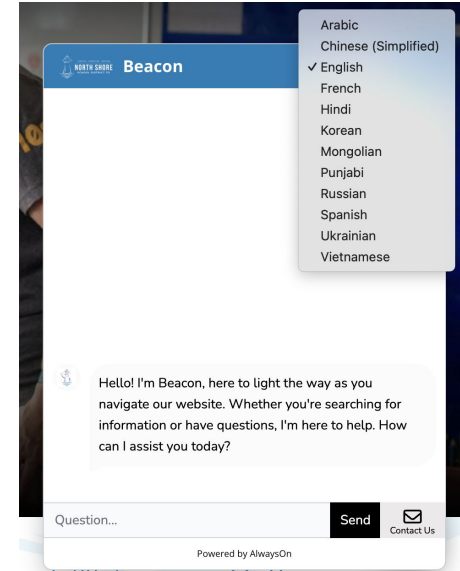 NORTH SHORE
Beacon
Arabic
Chinese (Simplified)
✓ English
French
Hindi
Korean
Mongolian
Punjabi
Russian
Spanish
Ukrainian
Vietnamese
Hello! I'm Beacon, here to light the way as you
navigate our website. Whether you're searching for
information or have questions, I'm here to help. How
can I assist you today?
Question...
Send
Contact Us
Powered by AlwaysOn